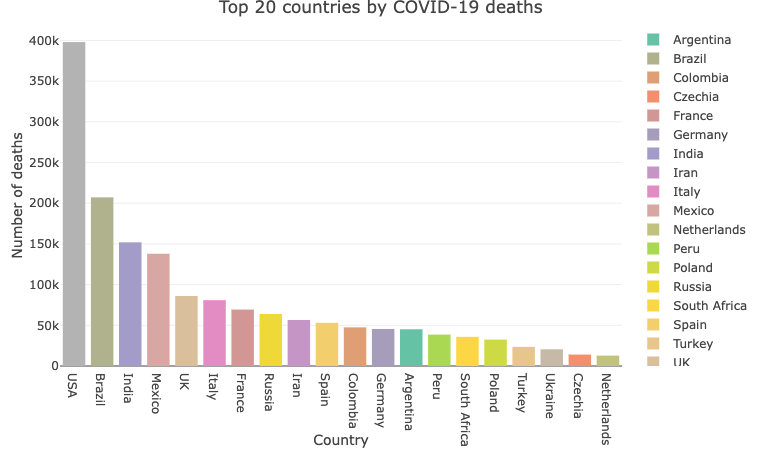 Top 20 countries by COVID-19 deaths
400k
350k
300k
250k
200k
150k
100k
50k
0
Number of deaths
USA
Brazil
India
Mexico
UK
Italy
France
Russia
Iran
Spain
Colombia
Germany
Argentina
Peru
South Africa
Poland
Turkey
Ukraine
Czechia
Netherlands
Country
Argentina
Brazil
Colombia
Czechia
France
Germany
India
Iran
Italy
Mexico
Netherlands
Peru
Poland
Russia
South Africa
Spain
Turkey
UK